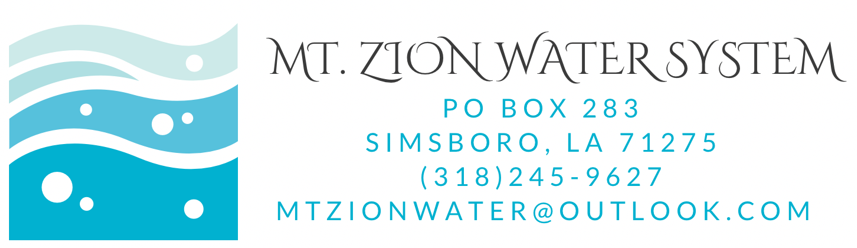 MT. ZION WATER SYSTEM
PO BOX 283
SIMSBORO, LA 71275
(318)245-9627
MTZIONWATER@OUTLOOK.COM